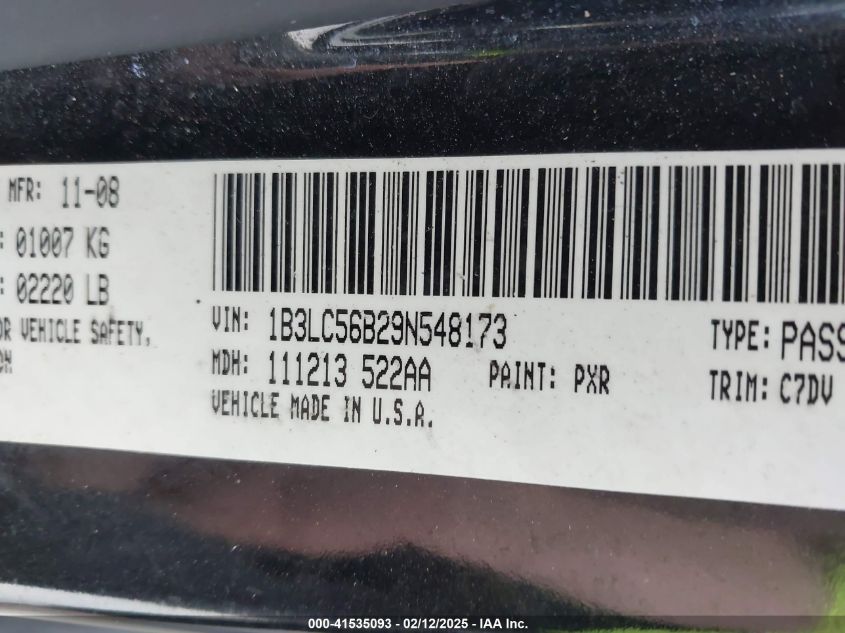 MFR: 11-08
: 01007 KG
: 02220 LB
OR VEHICLE SAFETY,
ON
VIN: 1B3LC56B29N548173
MDH: 111213 522AA
PAINT: PXR
VEHICLE MADE IN U.S.A.
TYPE: PASS
TRIM: C7DV
000-41535093 - 02/12/2025 - IAA Inc.